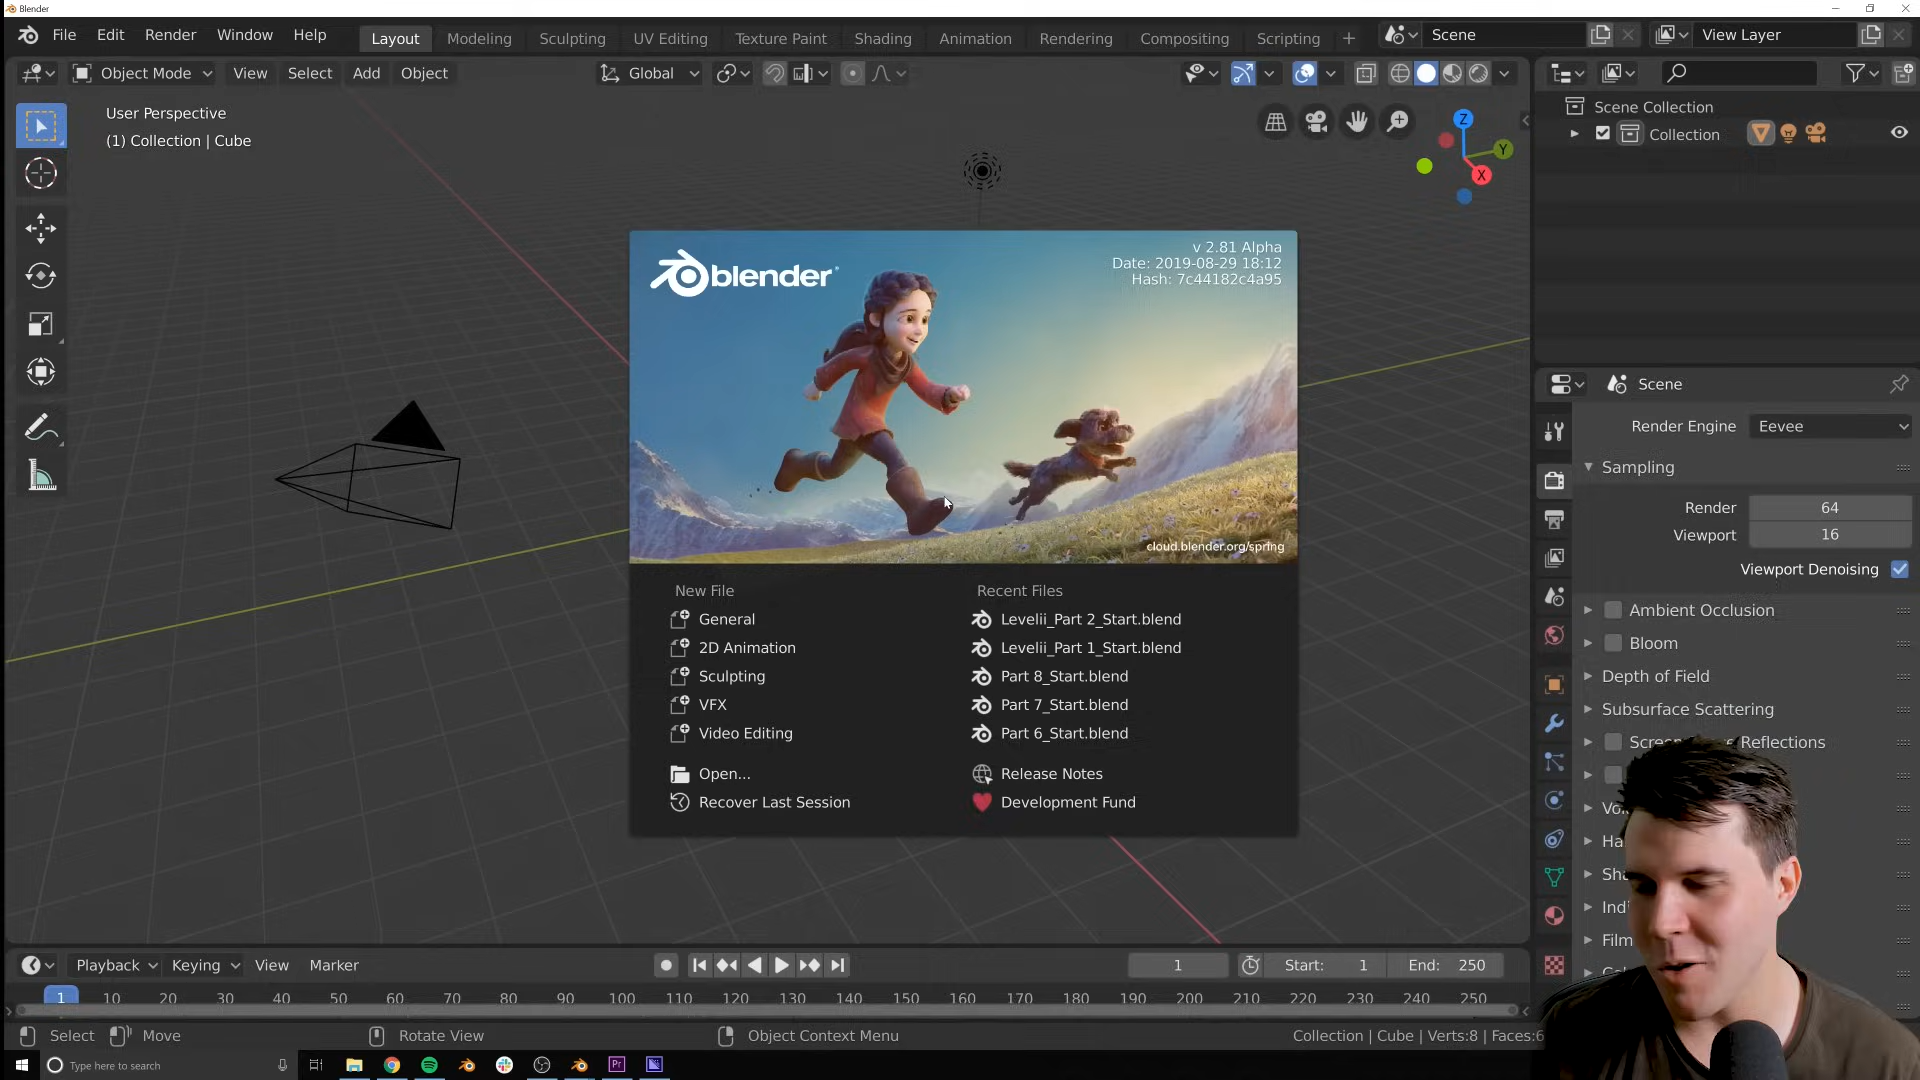 Blender
File Edit Render Window Help Layout Modeling Sculpting UV Editing Texture Paint Shading Animation Rendering Compositing Scripting + Scene View Layer
Object Mode View Select Add Object Global
User Perspective
(1) Collection | Cube
Z
Y
X
Scene Collection
Collection
blender
v 2.81 Alpha
Date: 2019-08-29 18:12
Hash: 7c44182c4a95
cloud.blender.org/spring
New File
General
2D Animation
Sculpting
VFX
Video Editing
Open...
Recover Last Session
Recent Files
Levelii_Part 2_Start.blend
Levelii_Part 1_Start.blend
Part 8_Start.blend
Part 7_Start.blend
Part 6_Start.blend
Release Notes
Development Fund
Scene
Render Engine Eevee
Sampling
Render 64
Viewport 16
Viewport Denoising
Ambient Occlusion
Bloom
Depth of Field
Subsurface Scattering
Reflections
Film
Playback Keying View Marker 1 Start: 1 End: 250
1 10 20 30 40 50 60 70 80 90 100 110 120 130 140 150 160 170 180 190 200 210 220 230 240 250
Select Move Rotate View Object Context Menu Collection | Cube | Verts:8 | Faces:6
Type here to search
Pr